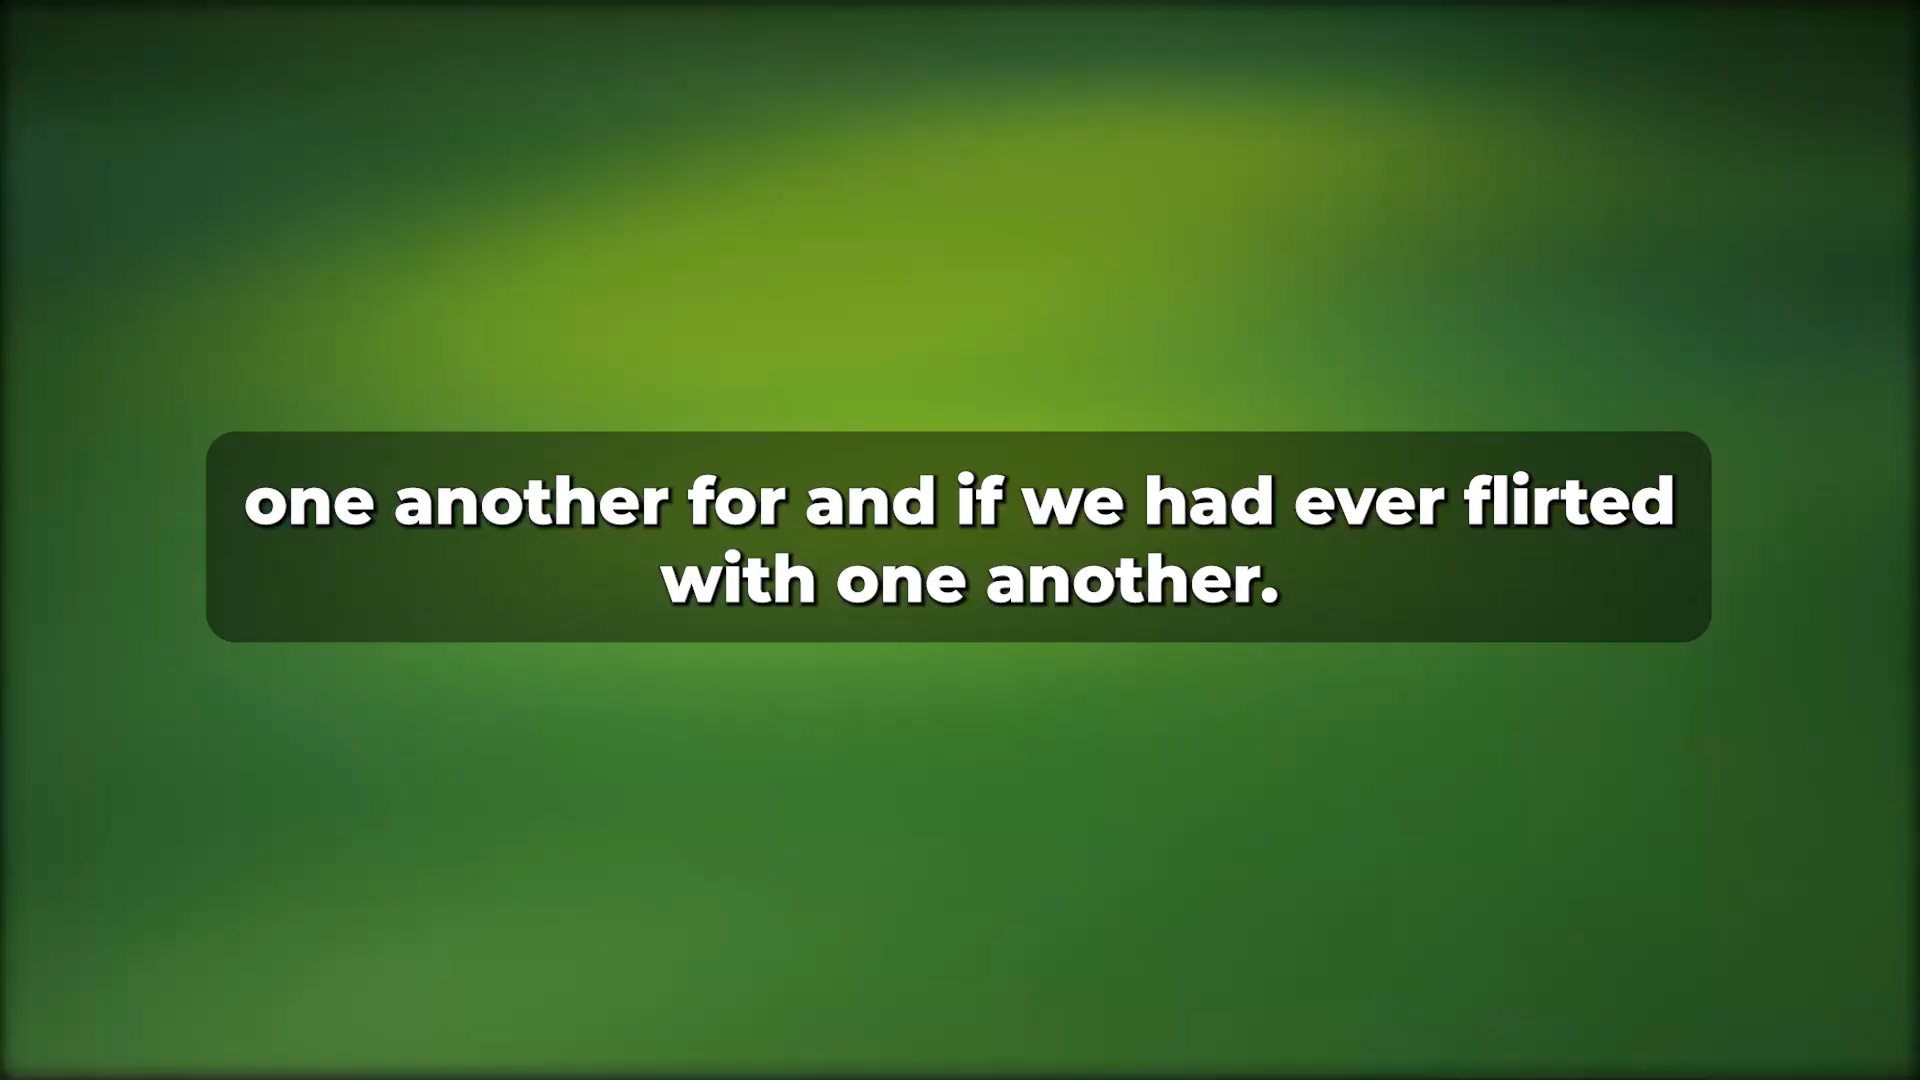 one another for and if we had ever flirted
with one another.